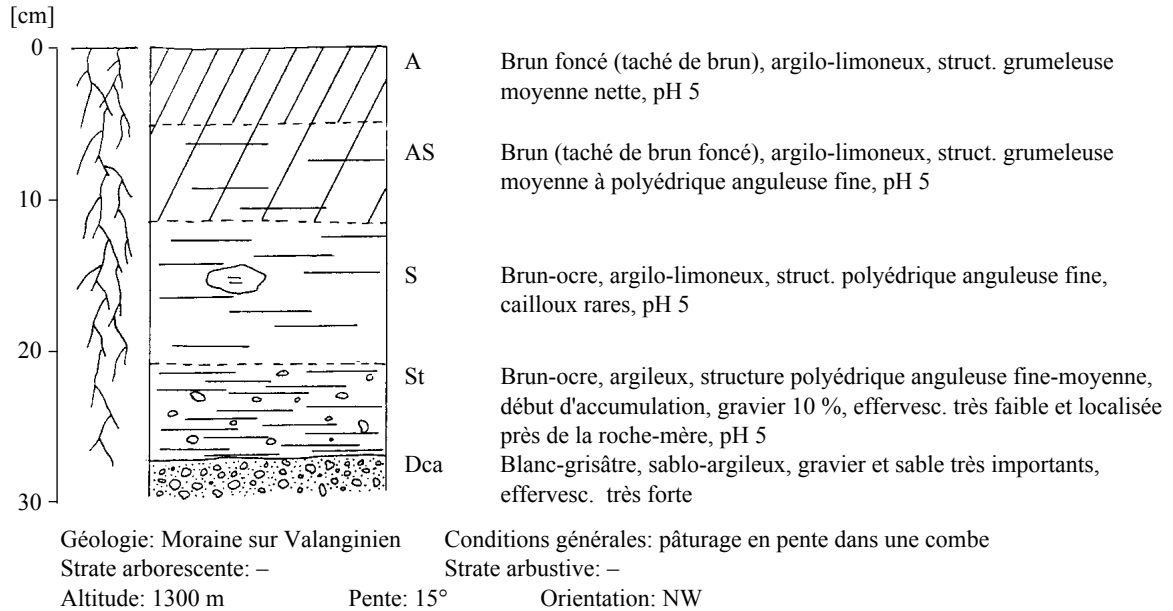 [cm]
0
A Brun foncé (taché de brun), argilo-limoneux, struct. grumeleuse
moyenne nette, pH 5
AS Brun (taché de brun foncé), argilo-limoneux, struct. grumeleuse
moyenne à polyédrique anguleuse fine, pH 5
10
S Brun-ocre, argilo-limoneux, struct. polyédrique anguleuse fine,
cailloux rares, pH 5
20
St Brun-ocre, argileux, structure polyédrique anguleuse fine-moyenne,
début d'accumulation, gravier 10 %, effervesc. très faible et localisée
près de la roche-mère, pH 5
Dca Blanc-grisâtre, sablo-argileux, gravier et sable très importants,
effervesc. très forte
30
Géologie: Moraine sur Valanginien Conditions générales: pâturage en pente dans une combe
Strate arborescente: – Strate arbustive: –
Altitude: 1300 m Pente: 15° Orientation: NW